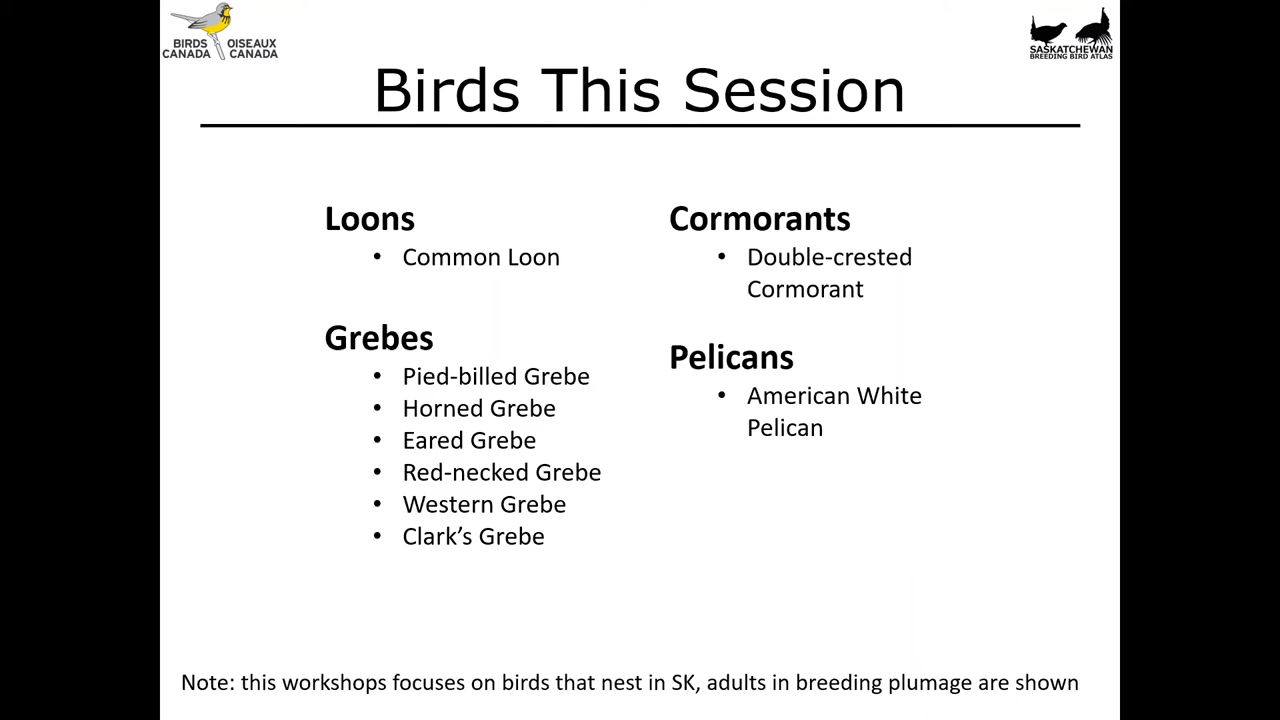 BIRDS OISEAUX
CANADA CANADA
SASKATCHEWAN
BREEDING BIRD ATLAS
Birds This Session
Loons
• Common Loon
Grebes
• Pied-billed Grebe
• Horned Grebe
• Eared Grebe
• Red-necked Grebe
• Western Grebe
• Clark’s Grebe
Cormorants
• Double-crested
Cormorant
Pelicans
• American White
Pelican
Note: this workshops focuses on birds that nest in SK, adults in breeding plumage are shown